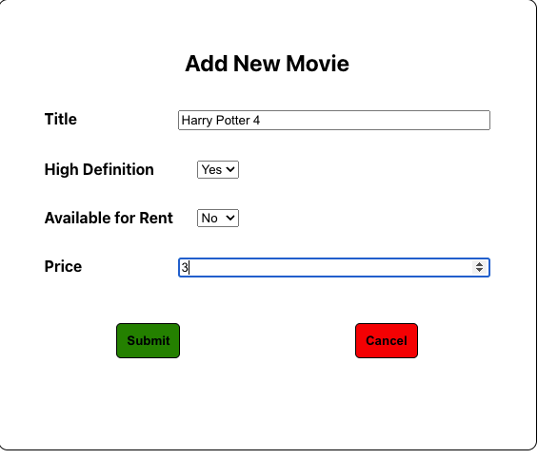 Add New Movie
Title Harry Potter 4
High Definition Yes
Available for Rent No
Price 3
Submit Cancel